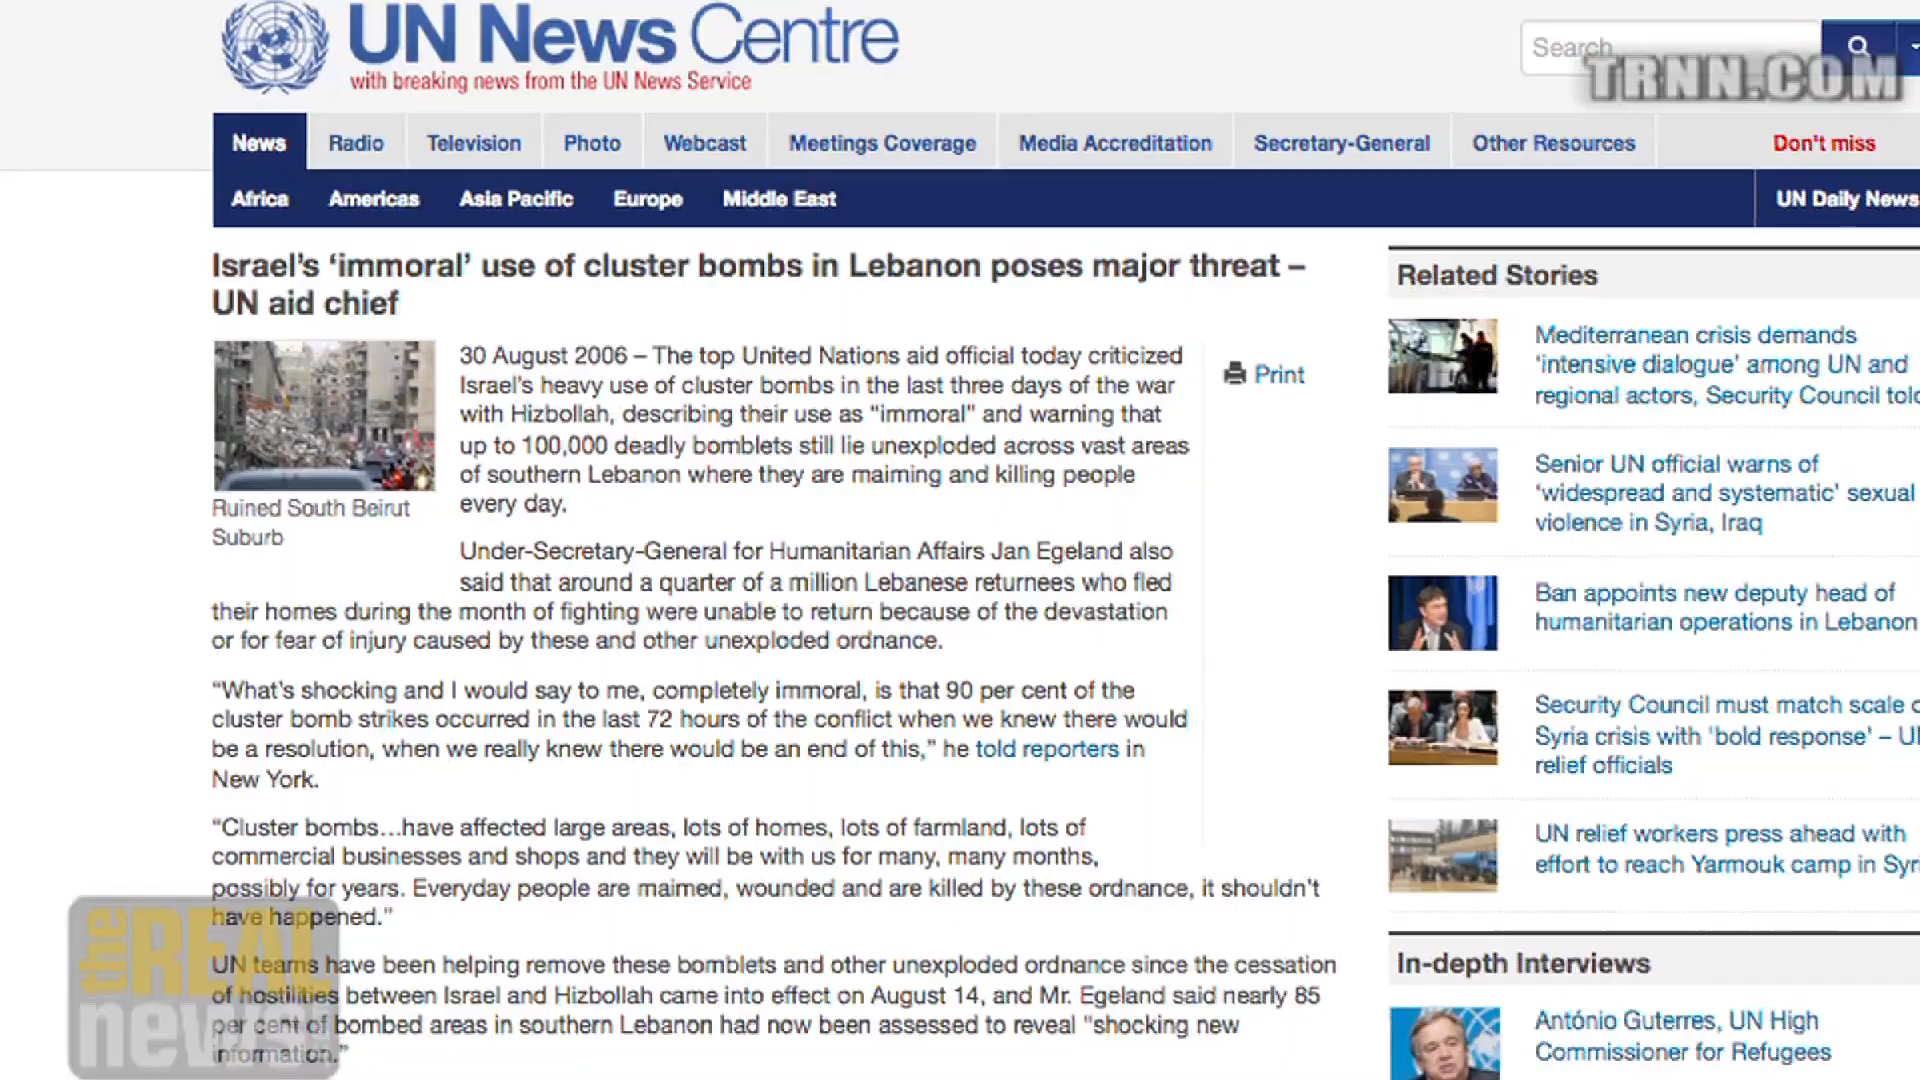 UN News Centre
with breaking news from the UN News Service
Search
TRNN.COM
News Radio Television Photo Webcast Meetings Coverage Media Accreditation Secretary-General Other Resources Don't miss
Africa Americas Asia Pacific Europe Middle East UN Daily News
Israel's ‘immoral’ use of cluster bombs in Lebanon poses major threat –
UN aid chief
Ruined South Beirut
Suburb
30 August 2006 – The top United Nations aid official today criticized
Israel's heavy use of cluster bombs in the last three days of the war
with Hizbollah, describing their use as “immoral” and warning that
up to 100,000 deadly bomblets still lie unexploded across vast areas
of southern Lebanon where they are maiming and killing people
every day.
Print
Under-Secretary-General for Humanitarian Affairs Jan Egeland also
said that around a quarter of a million Lebanese returnees who fled
their homes during the month of fighting were unable to return because of the devastation
or for fear of injury caused by these and other unexploded ordnance.
“What's shocking and I would say to me, completely immoral, is that 90 per cent of the
cluster bomb strikes occurred in the last 72 hours of the conflict when we knew there would
be a resolution, when we really knew there would be an end of this,” he told reporters in
New York.
“Cluster bombs…have affected large areas, lots of homes, lots of farmland, lots of
commercial businesses and shops and they will be with us for many, many months,
possibly for years. Everyday people are maimed, wounded and are killed by these ordnance, it shouldn't
have happened.”
UN teams have been helping remove these bomblets and other unexploded ordnance since the cessation
of hostilities between Israel and Hizbollah came into effect on August 14, and Mr. Egeland said nearly 85
per cent of bombed areas in southern Lebanon had now been assessed to reveal “shocking new
information.”
the REAL
news!
Related Stories
Mediterranean crisis demands
‘intensive dialogue’ among UN and
regional actors, Security Council told
Senior UN official warns of
‘widespread and systematic’ sexual
violence in Syria, Iraq
Ban appoints new deputy head of
humanitarian operations in Lebanon
Security Council must match scale
Syria crisis with 'bold response' –
relief officials
UN relief workers press ahead with
effort to reach Yarmouk camp in
In-depth Interviews
António Guterres, UN High
Commissioner for Refugees